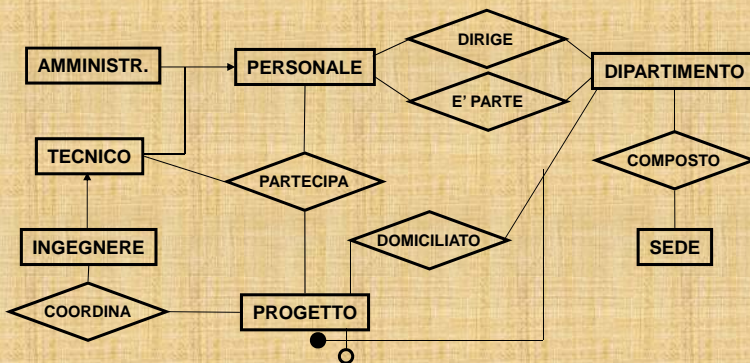 DIRIGE
AMMINISTR.
PERSONALE
DIPARTIMENTO
E' PARTE
TECNICO
PARTECIPA
COMPOSTO
INGEGNERE
DOMICILIATO
SEDE
COORDINA
PROGETTO